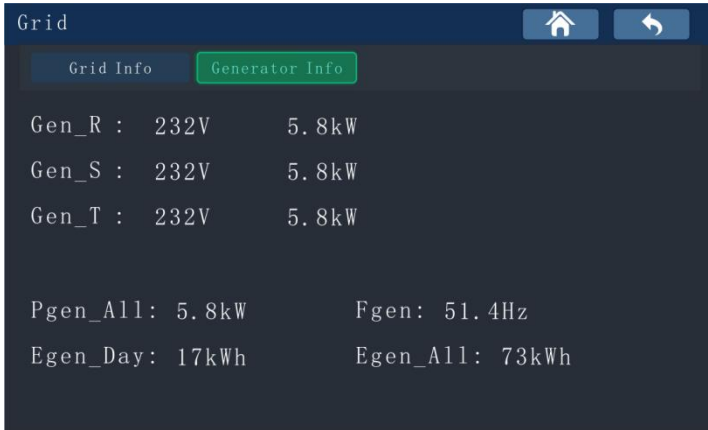 Grid
Grid Info Generator Info
Gen_R : 232V 5.8kW
Gen_S : 232V 5.8kW
Gen_T : 232V 5.8kW
Pgen_All: 5.8kW Fgen: 51.4Hz
Egen_Day: 17kWh Egen_All: 73kWh